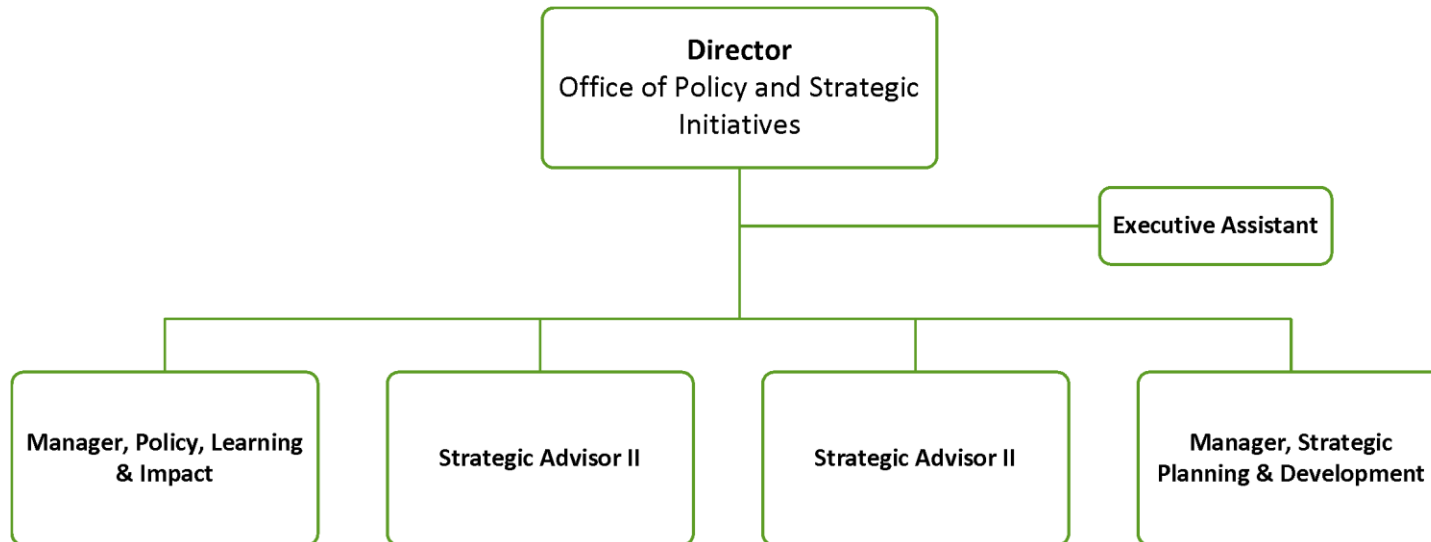 Director
Office of Policy and Strategic
Initiatives
Executive Assistant
Manager, Policy, Learning
& Impact
Strategic Advisor II
Strategic Advisor II
Manager, Strategic
Planning & Development